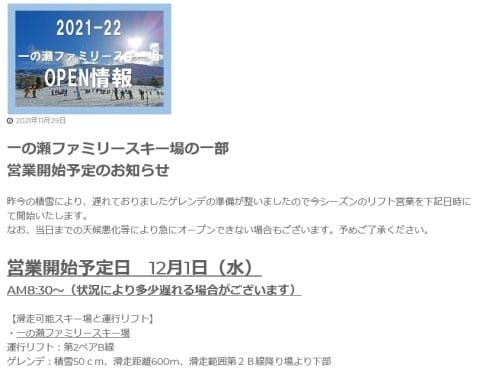 2021-22
一の瀬ファミリースキー場
OPEN情報
2021年11月29日
一の瀬ファミリースキー場の一部
営業開始予定のお知らせ
昨今の積雪により、遅れておりましたゲレンデの準備が整いましたので今シーズンのリフト営業を下記日時に
て開始いたします。
なお、当日までの天候悪化等により急にオープンできない場合もございます。予めご了承ください。
営業開始予定日　12月1日（水）
AM8:30～（状況により多少遅れる場合がございます）
【滑走可能スキー場と運行リフト】
・一の瀬ファミリースキー場
運行リフト：第2ペアB線
ゲレンデ：積雪50ｃｍ、滑走距離600m、滑走範囲第２Ｂ線降り場より下部